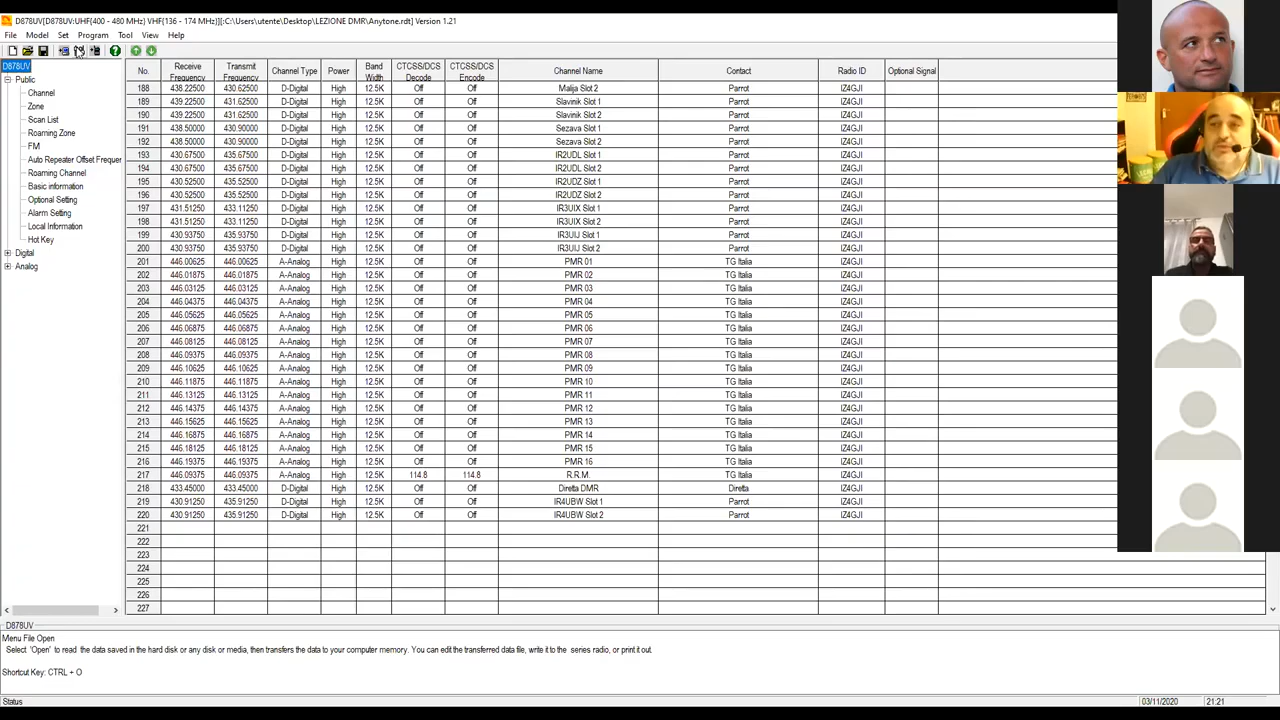 D878UV[D878UV:UHF{400 - 480 MHz} VHF{136 - 174 MHz}][:C:\Users\utente\Desktop\LEZIONE DMR\Anytone.rdt] Version 1.21
File Model Set Program Tool View Help
D878UV
Public
Channel
Zone
Scan List
Roaming Zone
FM
Auto Repeater Offset Frequen
Roaming Channel
Basic information
Optional Setting
Alarm Setting
Local Information
Hot Key
Digital
Analog
No. Receive Frequency Transmit Frequency Channel Type Power Band Width CTCSS/DCS Decode CTCSS/DCS Encode Channel Name Contact Radio ID Optional Signal
188 438.22500 430.62500 D-Digital High 12.5K Off Off Malija Slot 2 Parrot IZ4GJI
189 439.22500 431.62500 D-Digital High 12.5K Off Off Slavinik Slot 1 Parrot IZ4GJI
190 439.22500 431.62500 D-Digital High 12.5K Off Off Slavinik Slot 2 Parrot IZ4GJI
191 438.50000 430.90000 D-Digital High 12.5K Off Off Sezava Slot 1 Parrot IZ4GJI
192 438.50000 430.90000 D-Digital High 12.5K Off Off Sezava Slot 2 Parrot IZ4GJI
193 430.67500 435.67500 D-Digital High 12.5K Off Off IR2UDL Slot 1 Parrot IZ4GJI
194 430.67500 435.67500 D-Digital High 12.5K Off Off IR2UDL Slot 2 Parrot IZ4GJI
195 430.52500 435.52500 D-Digital High 12.5K Off Off IR2UDZ Slot 1 Parrot IZ4GJI
196 430.52500 435.52500 D-Digital High 12.5K Off Off IR2UDZ Slot 2 Parrot IZ4GJI
197 431.51250 433.11250 D-Digital High 12.5K Off Off IR3UIX Slot 1 Parrot IZ4GJI
198 431.51250 433.11250 D-Digital High 12.5K Off Off IR3UIX Slot 2 Parrot IZ4GJI
199 430.93750 435.93750 D-Digital High 12.5K Off Off IR3UIJ Slot 1 Parrot IZ4GJI
200 430.93750 435.93750 D-Digital High 12.5K Off Off IR3UIJ Slot 2 Parrot IZ4GJI
201 446.00625 446.00625 A-Analog High 12.5K Off Off PMR 01 TG Italia IZ4GJI
202 446.01875 446.01875 A-Analog High 12.5K Off Off PMR 02 TG Italia IZ4GJI
203 446.03125 446.03125 A-Analog High 12.5K Off Off PMR 03 TG Italia IZ4GJI
204 446.04375 446.04375 A-Analog High 12.5K Off Off PMR 04 TG Italia IZ4GJI
205 446.05625 446.05625 A-Analog High 12.5K Off Off PMR 05 TG Italia IZ4GJI
206 446.06875 446.06875 A-Analog High 12.5K Off Off PMR 06 TG Italia IZ4GJI
207 446.08125 446.08125 A-Analog High 12.5K Off Off PMR 07 TG Italia IZ4GJI
208 446.09375 446.09375 A-Analog High 12.5K Off Off PMR 08 TG Italia IZ4GJI
209 446.10625 446.10625 A-Analog High 12.5K Off Off PMR 09 TG Italia IZ4GJI
210 446.11875 446.11875 A-Analog High 12.5K Off Off PMR 10 TG Italia IZ4GJI
211 446.13125 446.13125 A-Analog High 12.5K Off Off PMR 11 TG Italia IZ4GJI
212 446.14375 446.14375 A-Analog High 12.5K Off Off PMR 12 TG Italia IZ4GJI
213 446.15625 446.15625 A-Analog High 12.5K Off Off PMR 13 TG Italia IZ4GJI
214 446.16875 446.16875 A-Analog High 12.5K Off Off PMR 14 TG Italia IZ4GJI
215 446.18125 446.18125 A-Analog High 12.5K Off Off PMR 15 TG Italia IZ4GJI
216 446.19375 446.19375 A-Analog High 12.5K Off Off PMR 16 TG Italia IZ4GJI
217 446.09375 446.09375 A-Analog High 12.5K 114.8 114.8 R.R.M. TG Italia IZ4GJI
218 433.45000 433.45000 D-Digital High 12.5K Off Off Diretta DMR Diretta IZ4GJI
219 430.91250 435.91250 D-Digital High 12.5K Off Off IR4UBW Slot 1 Parrot IZ4GJI
220 430.91250 435.91250 D-Digital High 12.5K Off Off IR4UBW Slot 2 Parrot IZ4GJI
221
222
223
224
225
226
227
D878UV
Menu File Open
Select 'Open' to read the data saved in the hard disk or any disk or media, then transfers the data to your computer memory. You can edit the transferred data file, write it to the series radio, or print it out.
Shortcut Key: CTRL + O
Status 03/11/2020 21:21